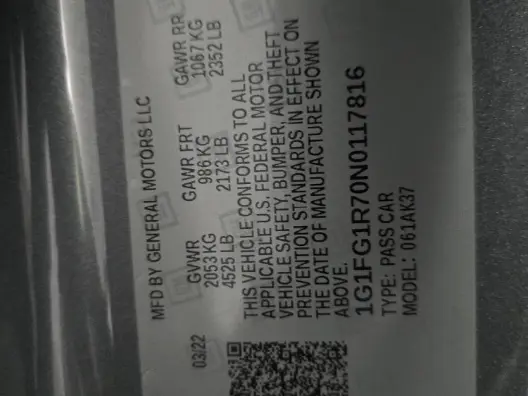 MFD BY GENERAL MOTORS LLC
03/22 GVWR GAWR FRT GAWR RR
2053 KG 986 KG 1067 KG
4525 LB 2173 LB 2352 LB
THIS VEHICLE CONFORMS TO ALL
APPLICABLE U.S. FEDERAL MOTOR
VEHICLE SAFETY, BUMPER, AND THEFT
PREVENTION STANDARDS IN EFFECT ON
THE DATE OF MANUFACTURE SHOWN
ABOVE.
1G1FG1R70N0117816
TYPE: PASS CAR
MODEL: 061AK37